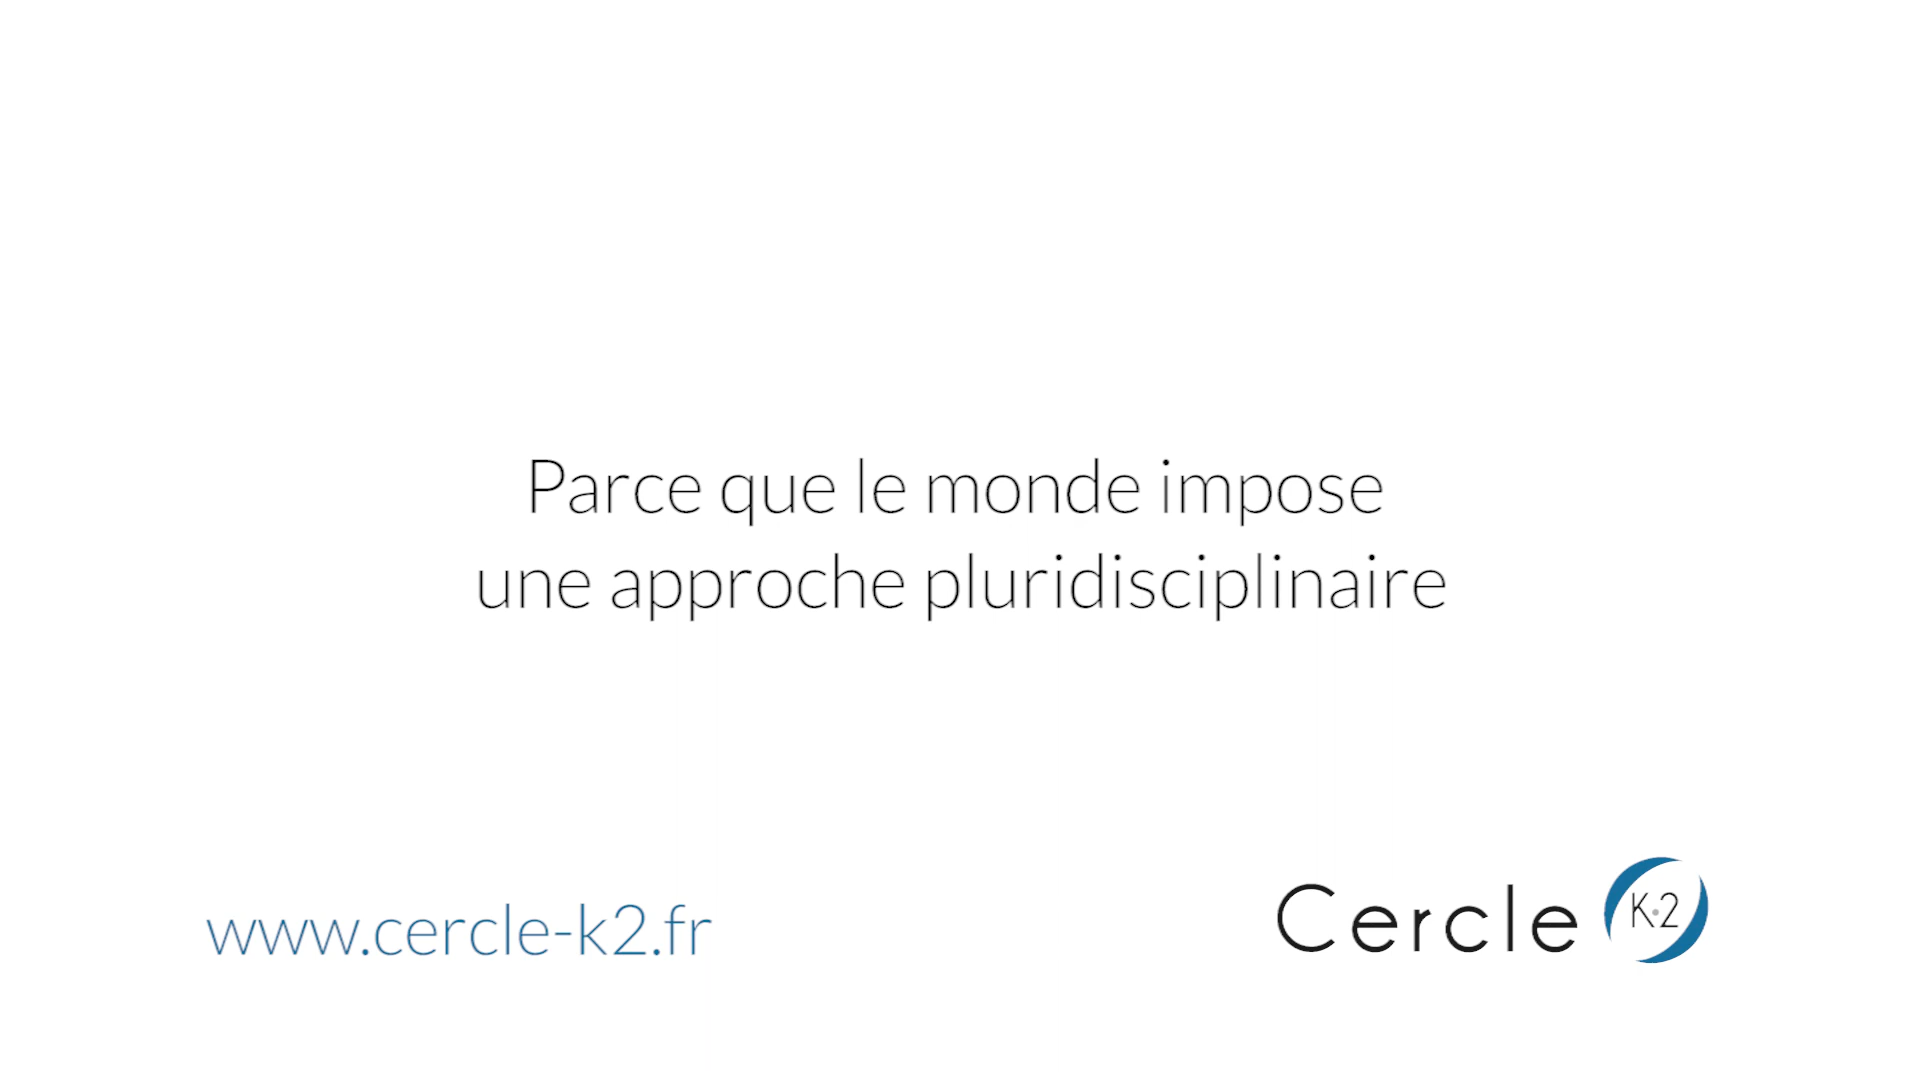 Parce que le monde impose
une approche pluridisciplinaire
www.cercle-k2.fr
Cercle K·2